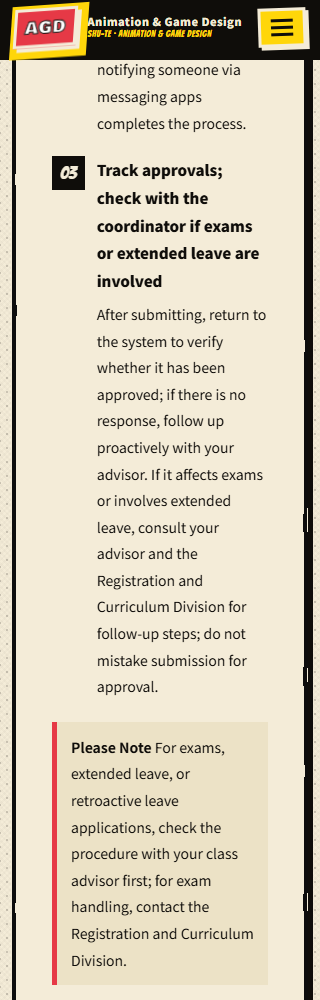 AGD
Animation & Game Design
SHU-TE · ANIMATION & GAME DESIGN
notifying someone via
messaging apps
completes the process.
03
Track approvals;
check with the
coordinator if exams
or extended leave are
involved
After submitting, return to
the system to verify
whether it has been
approved; if there is no
response, follow up
proactively with your
advisor. If it affects exams
or involves extended
leave, consult your
advisor and the
Registration and
Curriculum Division for
follow-up steps; do not
mistake submission for
approval.
Please Note For exams,
extended leave, or
retroactive leave
applications, check the
procedure with your class
advisor first; for exam
handling, contact the
Registration and Curriculum
Division.